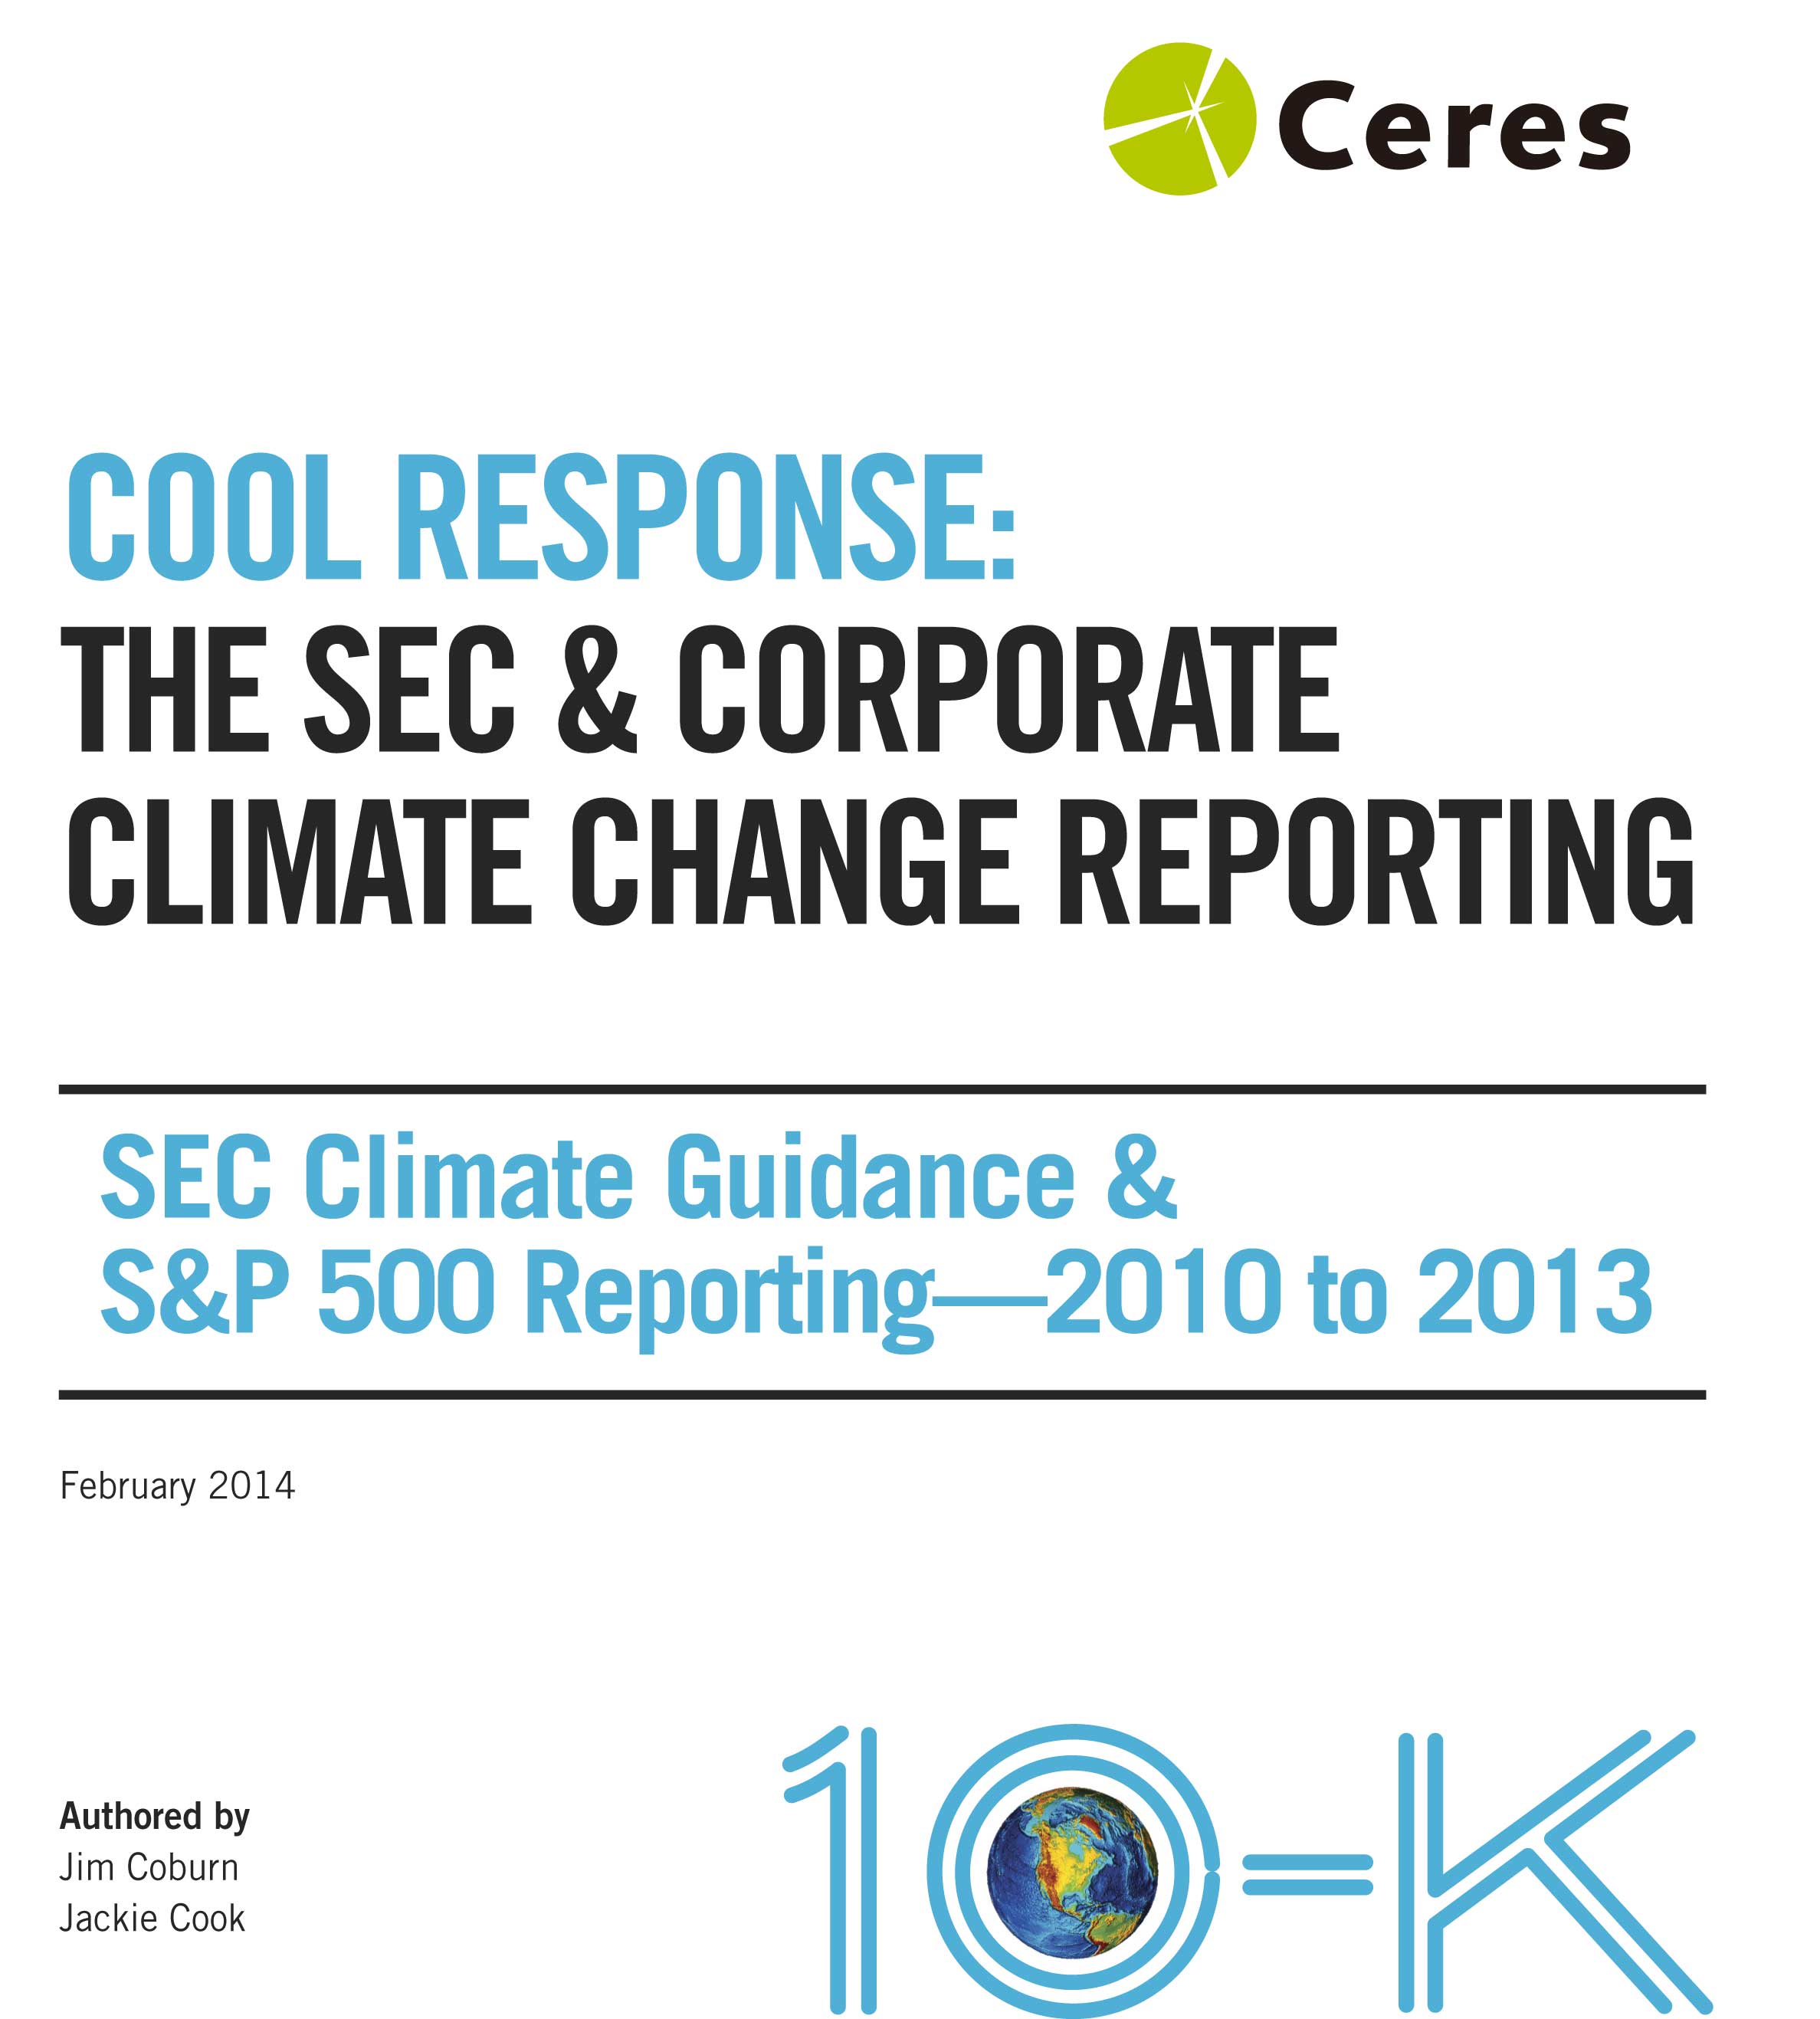 Ceres
COOL RESPONSE:
THE SEC & CORPORATE
CLIMATE CHANGE REPORTING
SEC Climate Guidance &
S&P 500 Reporting—2010 to 2013
February 2014
Authored by
Jim Coburn
Jackie Cook
10-K